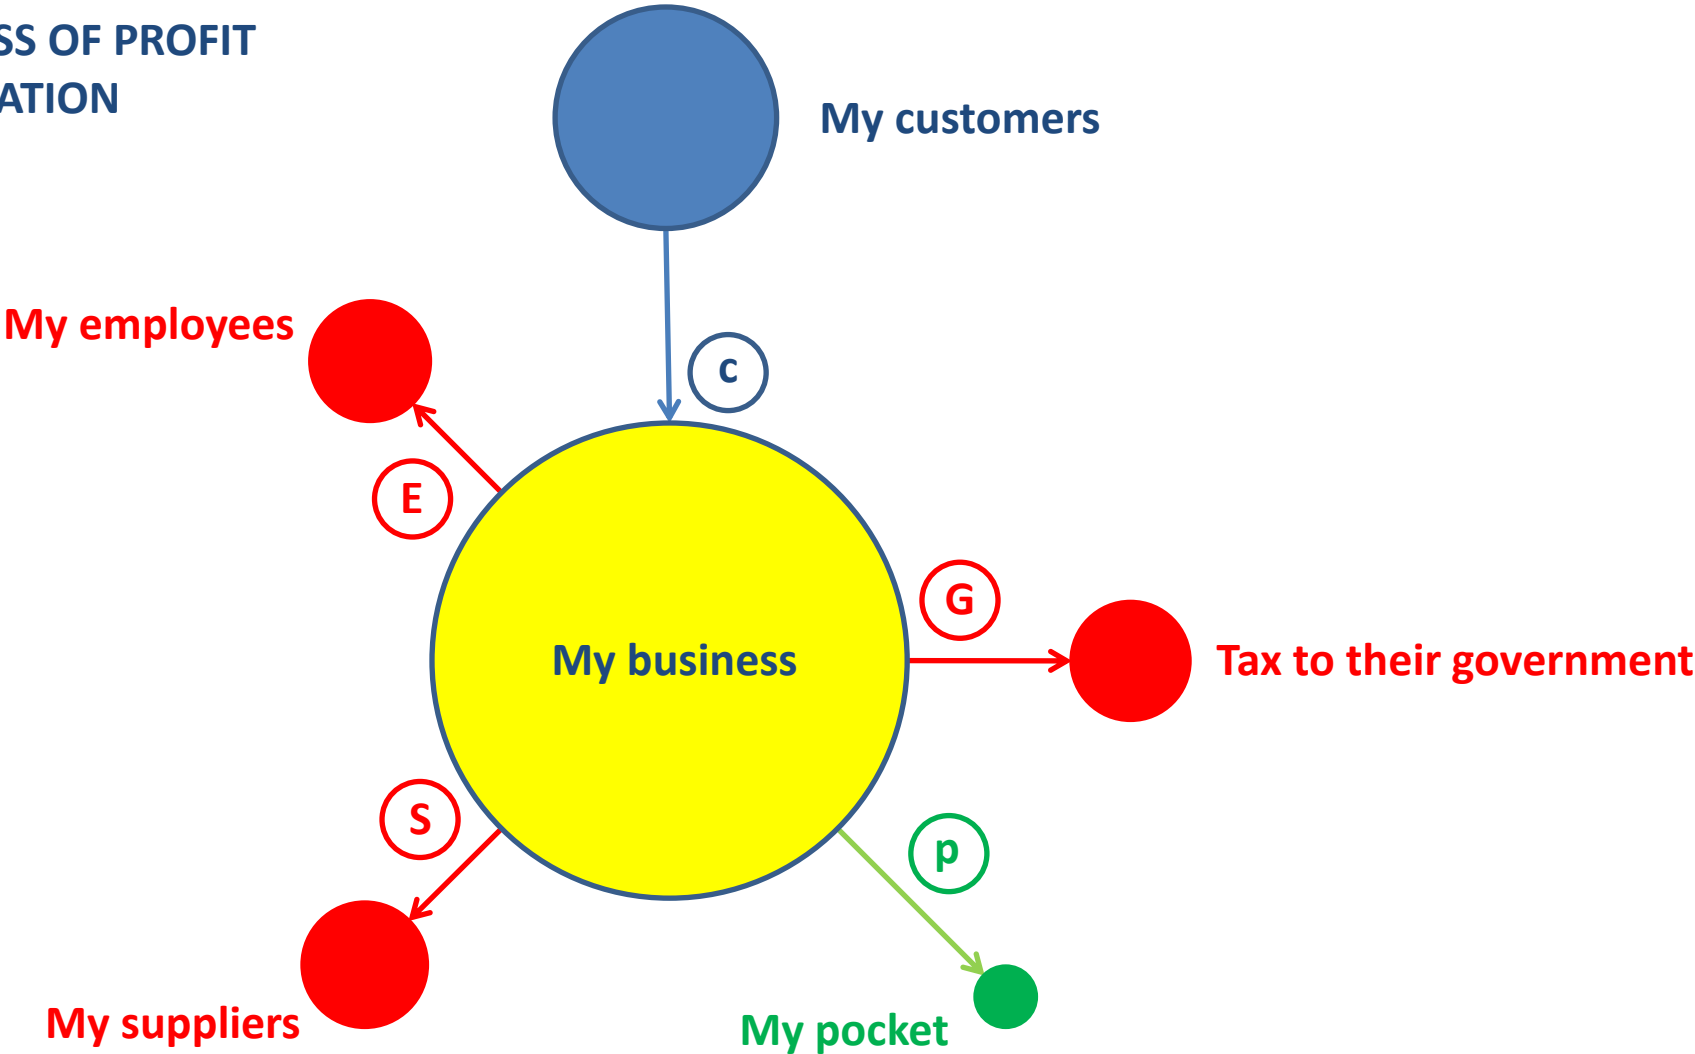 SS OF PROFIT
ATION
My customers
My employees
c
E
G
My business
Tax to their government
S
p
My suppliers
My pocket